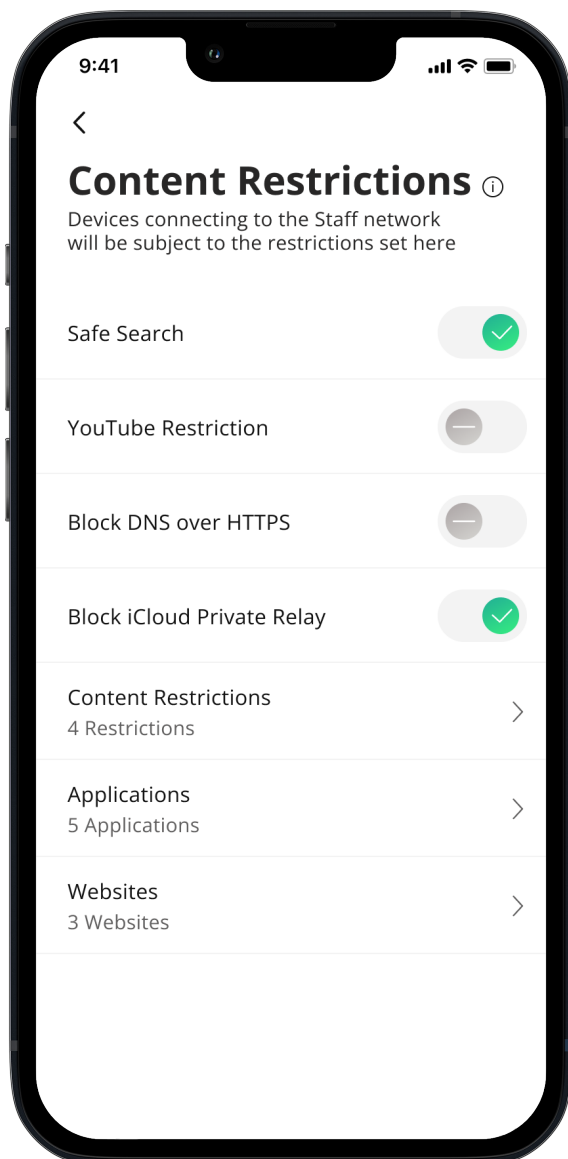 9:41
Content Restrictions
Devices connecting to the Staff network
will be subject to the restrictions set here
Safe Search
YouTube Restriction
Block DNS over HTTPS
Block iCloud Private Relay
Content Restrictions
4 Restrictions
Applications
5 Applications
Websites
3 Websites